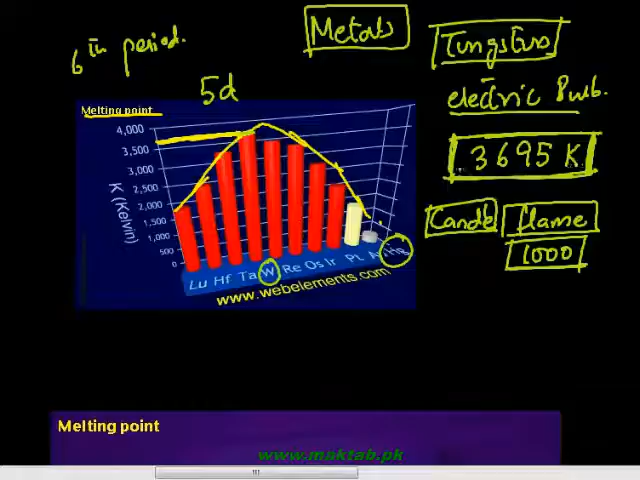 6th period.
Metals
Tungsten
5d
electric Bulb.
Melting point
4,000
3,500
3,000
2,500
2,000
1,500
1,000
500
0
K (Kelvin)
3695 K
Candle flame
1000
Lu Hf Ta W Re Os Ir Pt Hg
www.webelements.com
Melting point
www.maktab.pk